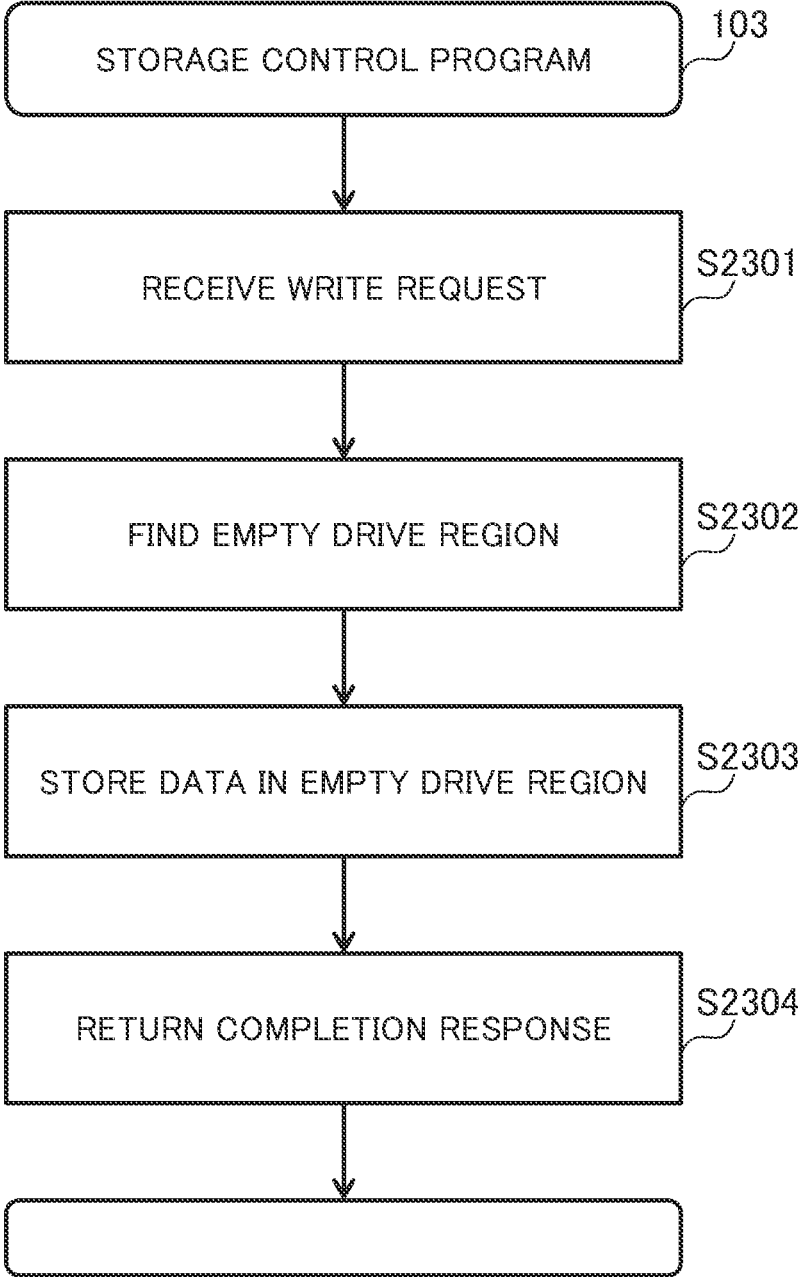 103
STORAGE CONTROL PROGRAM
S2301
RECEIVE WRITE REQUEST
S2302
FIND EMPTY DRIVE REGION
S2303
STORE DATA IN EMPTY DRIVE REGION
S2304
RETURN COMPLETION RESPONSE